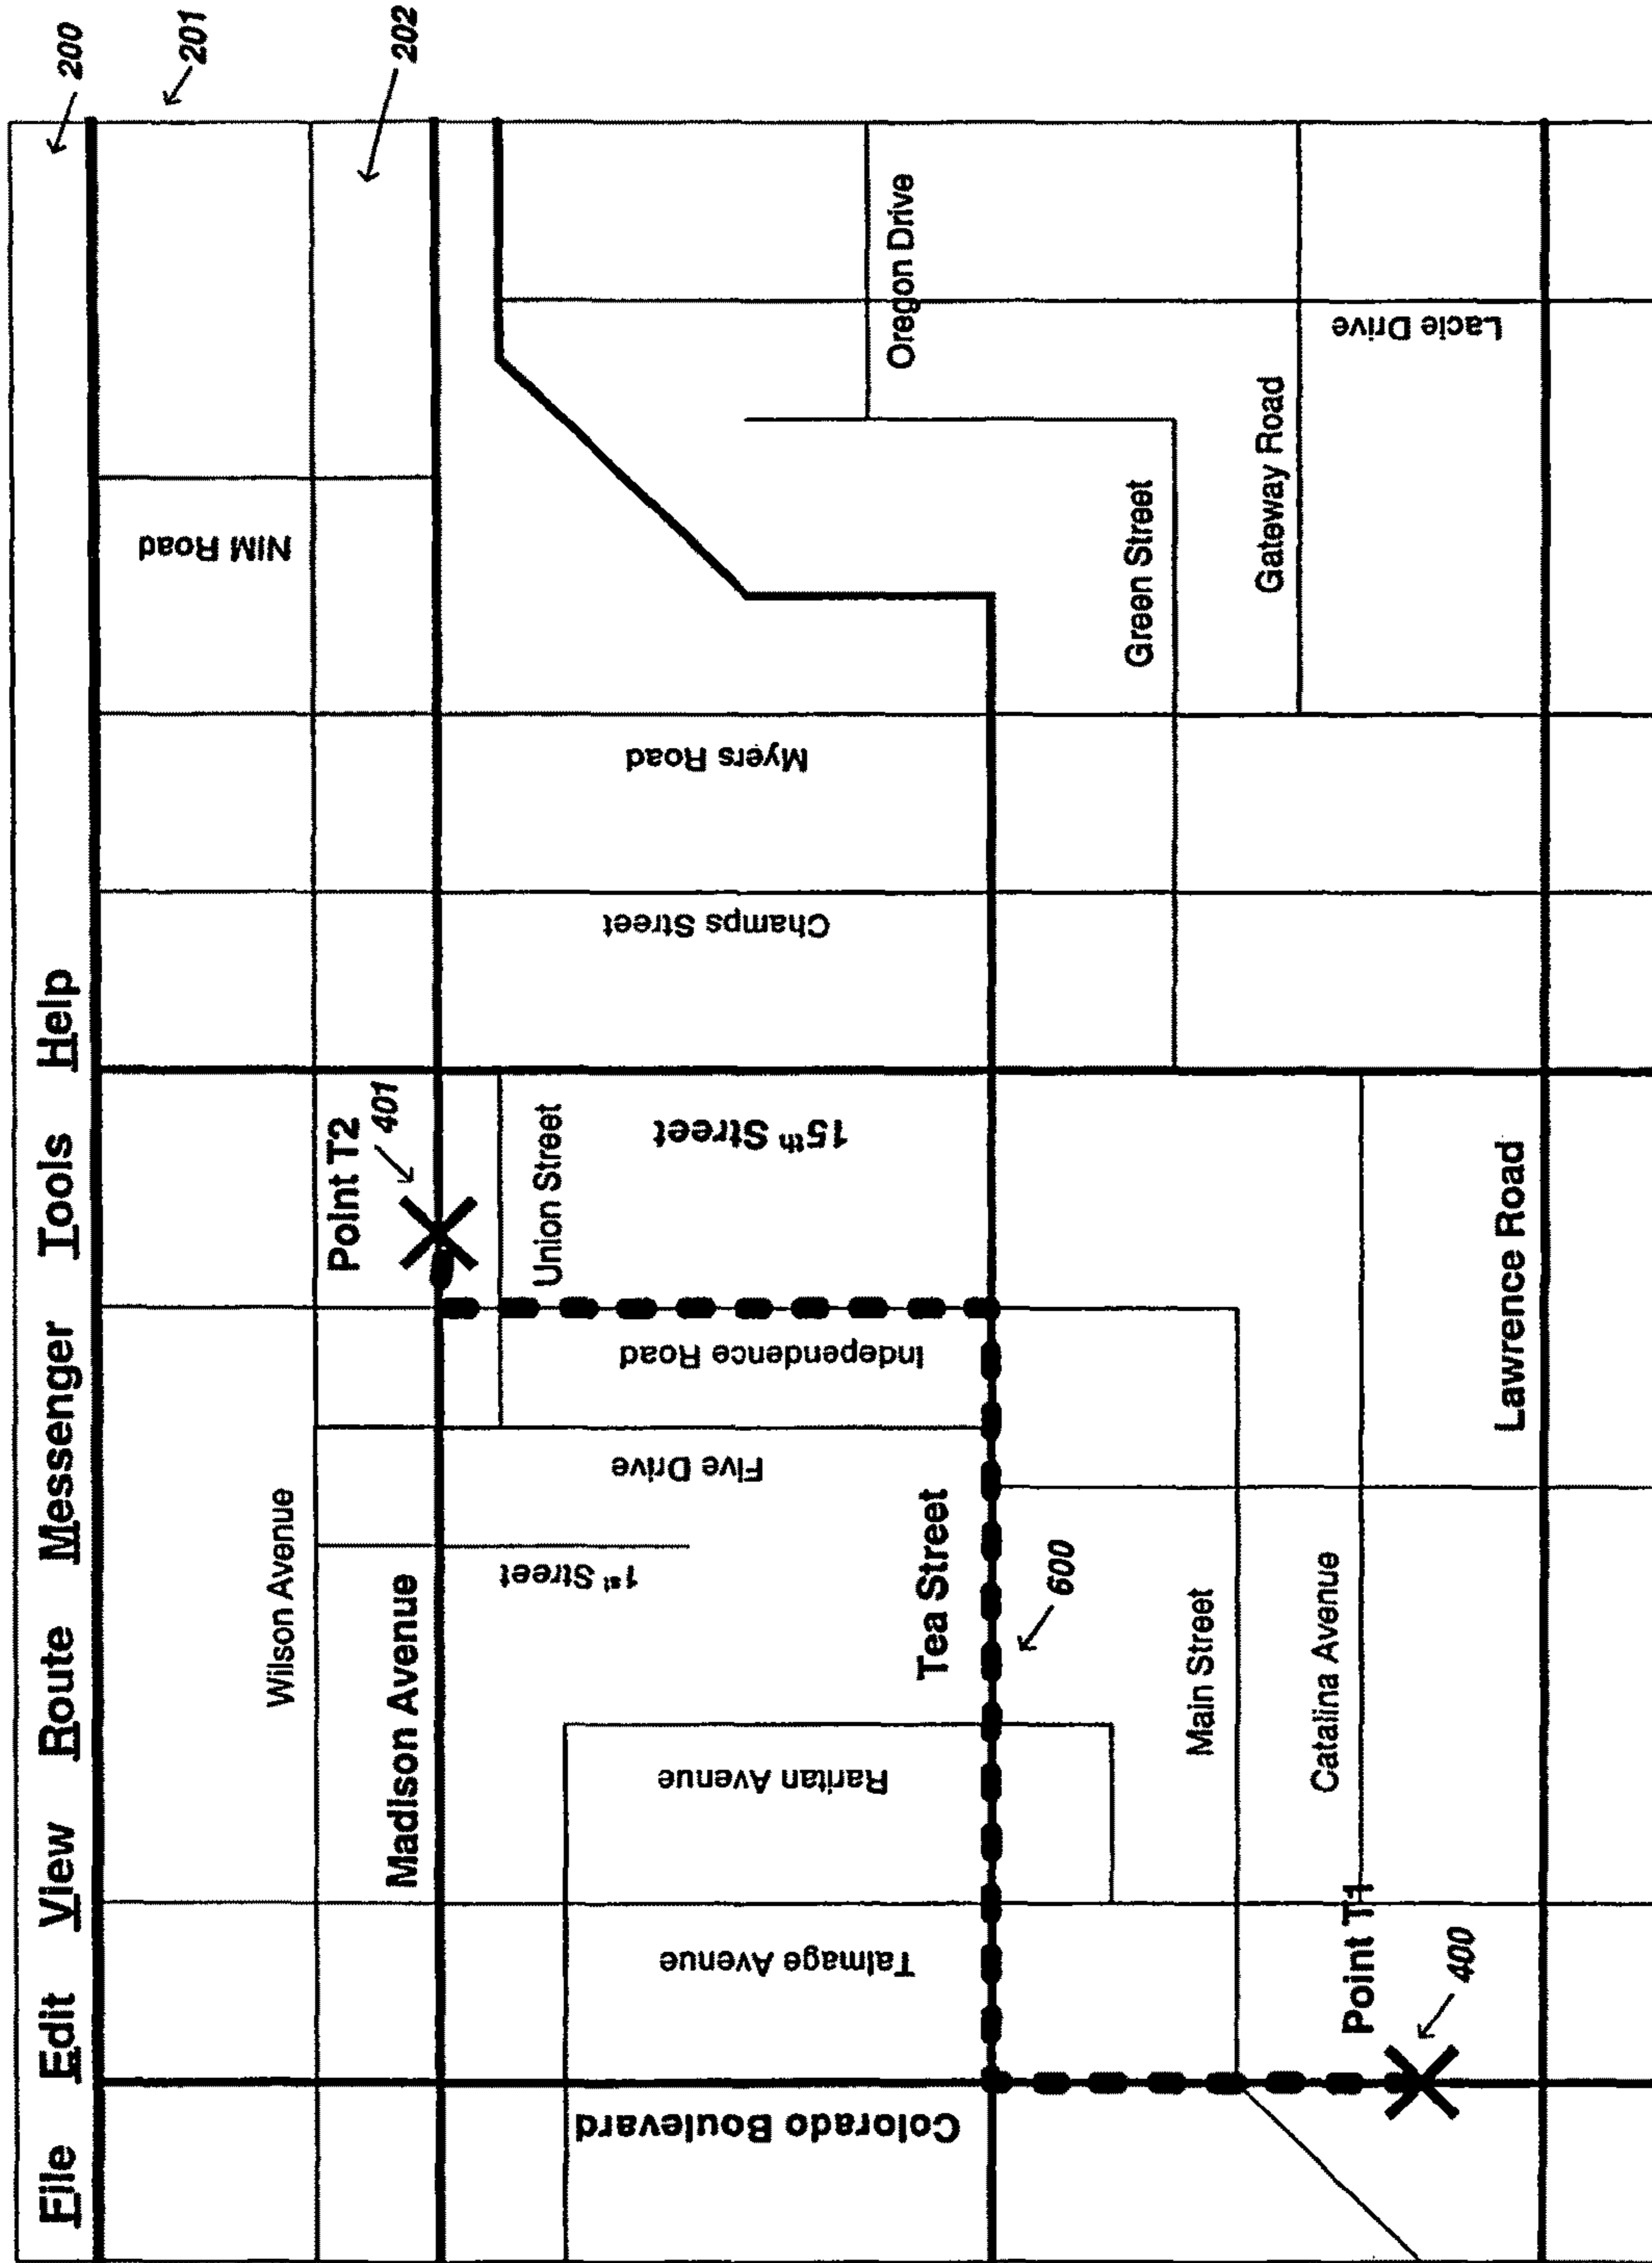 File Edit View Route Messenger Tools Help
200
201
202
Wilson Avenue
NIM Road
Point T2
401
Madison Avenue
Union Street
1st Street
Five Drive
Independence Road
15th Street
Champs Street
Myers Road
Colorado Boulevard
Talmage Avenue
Raritan Avenue
Tea Street
600
Oregon Drive
Green Street
Main Street
Gateway Road
Catalina Avenue
Lacie Drive
Point T1
400
Lawrence Road